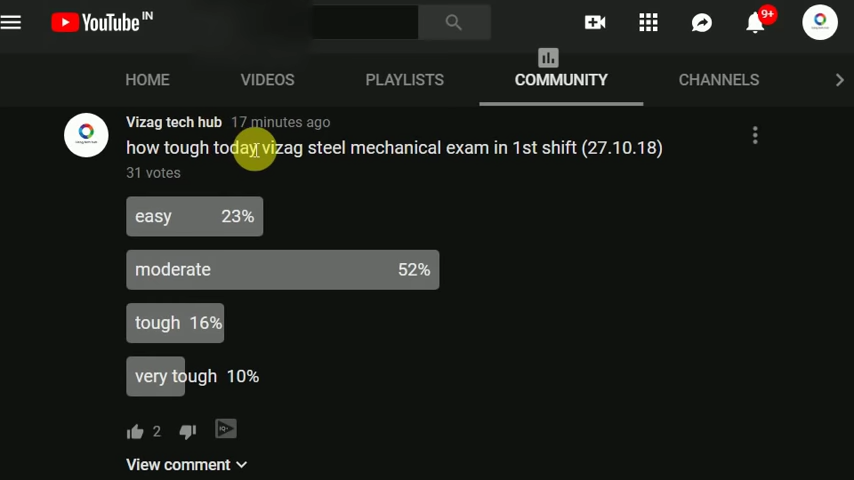 YouTube IN
9+
HOME VIDEOS PLAYLISTS COMMUNITY CHANNELS
Vizag tech hub 17 minutes ago
how tough today vizag steel mechanical exam in 1st shift (27.10.18)
31 votes
easy 23%
moderate 52%
tough 16%
very tough 10%
2
View comment